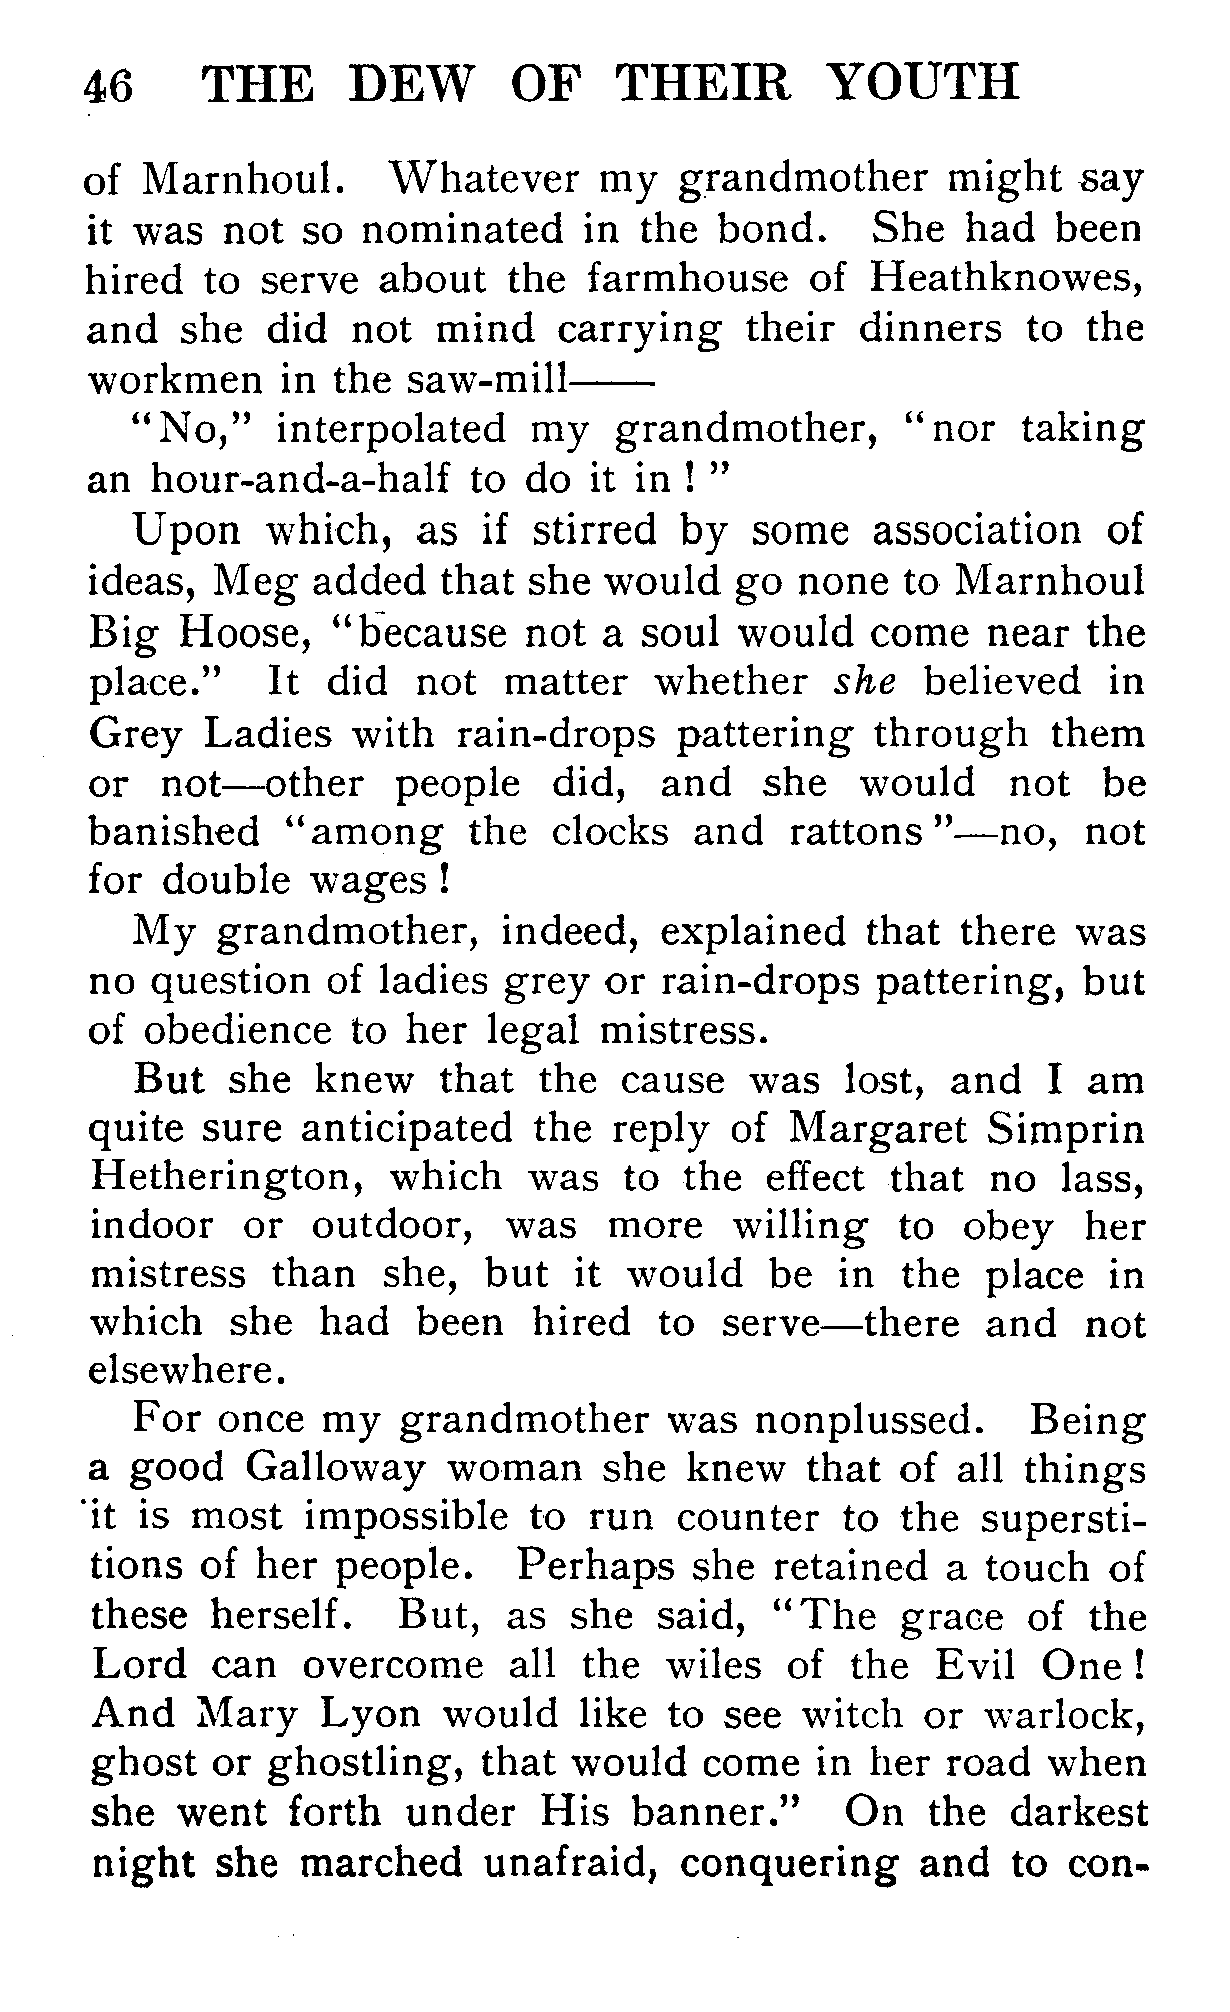 46 THE DEW OF THEIR YOUTH
of Marnhoul. Whatever my grandmother might say
it was not so nominated in the bond. She had been
hired to serve about the farmhouse of Heathknowes,
and she did not mind carrying their dinners to the
workmen in the saw-mill——
"No," interpolated my grandmother, "nor taking
an hour-and-a-half to do it in ! "
Upon which, as if stirred by some association of
ideas, Meg added that she would go none to Marnhoul
Big Hoose, "because not a soul would come near the
place." It did not matter whether she believed in
Grey Ladies with rain-drops pattering through them
or not—other people did, and she would not be
banished "among the clocks and rattons"—no, not
for double wages !
My grandmother, indeed, explained that there was
no question of ladies grey or rain-drops pattering, but
of obedience to her legal mistress.
But she knew that the cause was lost, and I am
quite sure anticipated the reply of Margaret Simprin
Hetherington, which was to the effect that no lass,
indoor or outdoor, was more willing to obey her
mistress than she, but it would be in the place in
which she had been hired to serve—there and not
elsewhere.
For once my grandmother was nonplussed. Being
a good Galloway woman she knew that of all things
it is most impossible to run counter to the supersti-
tions of her people. Perhaps she retained a touch of
these herself. But, as she said, "The grace of the
Lord can overcome all the wiles of the Evil One !
And Mary Lyon would like to see witch or warlock,
ghost or ghostling, that would come in her road when
she went forth under His banner." On the darkest
night she marched unafraid, conquering and to con-